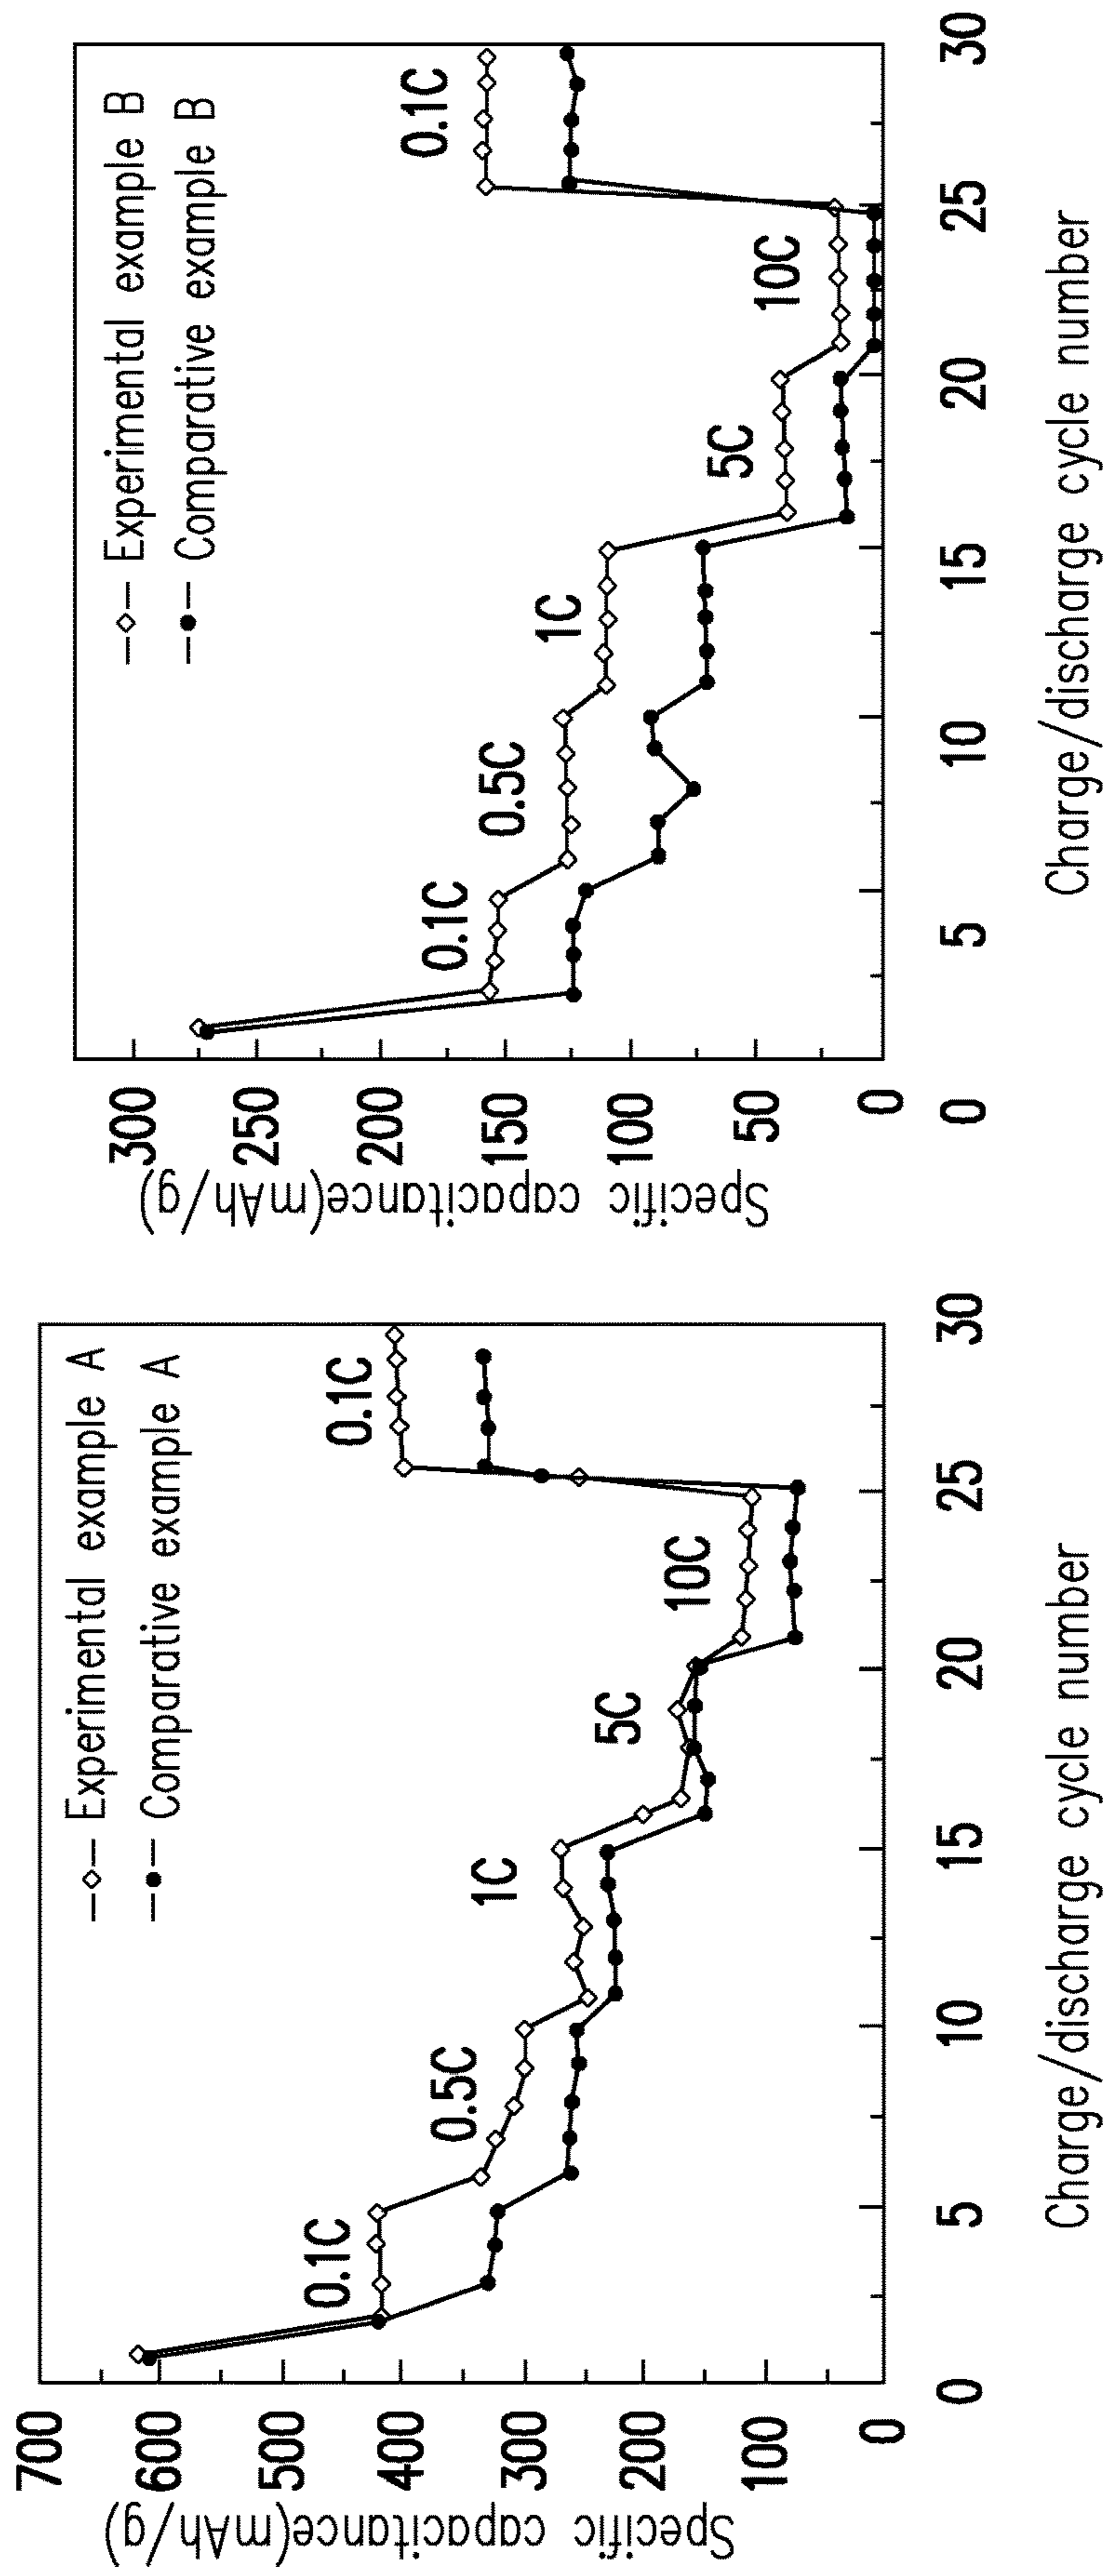 Specific capacitance(mAh/g)
700
600
500
400
300
200
100
0
—◇— Experimental example A
—●— Comparative example A
0.1C
0.5C
1C
5C
10C
0.1C
0 5 10 15 20 25 30
Charge/discharge cycle number
Specific capacitance(mAh/g)
300
250
200
150
100
50
0
—◇— Experimental example B
—●— Comparative example B
0.1C
0.5C
1C
5C
10C
0.1C
0 5 10 15 20 25 30
Charge/discharge cycle number